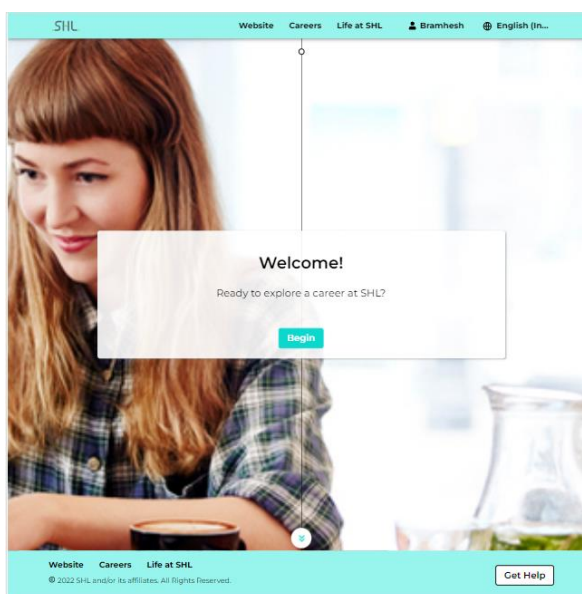 SHL Website Careers Life at SHL Bramhesh English (In...
Welcome!
Ready to explore a career at SHL?
Begin
Website Careers Life at SHL
© 2022 SHL and/or its affiliates. All Rights Reserved.
Get Help